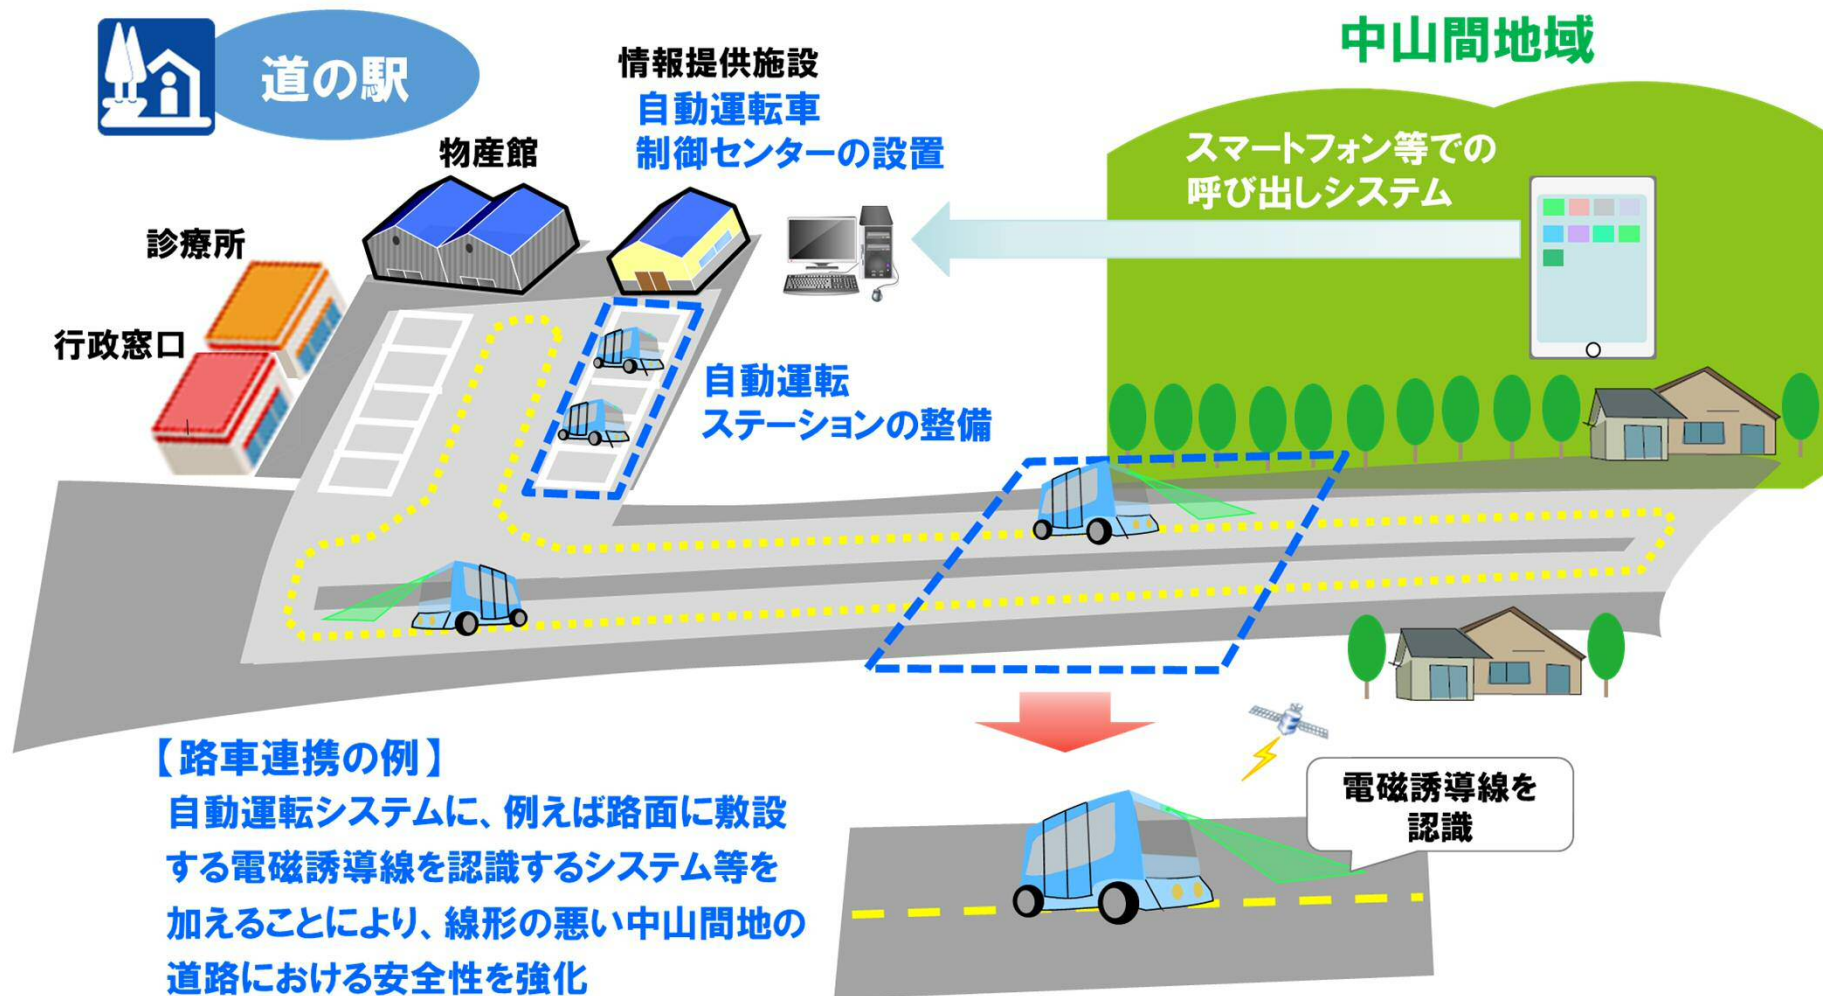 道の駅
情報提供施設
自動運転車
制御センターの設置
中山間地域
物産館
スマートフォン等での
呼び出しシステム
診療所
行政窓口
自動運転
ステーションの整備
【路車連携の例】
自動運転システムに、例えば路面に敷設
する電磁誘導線を認識するシステム等を
加えることにより、線形の悪い中山間地の
道路における安全性を強化
電磁誘導線を
認識